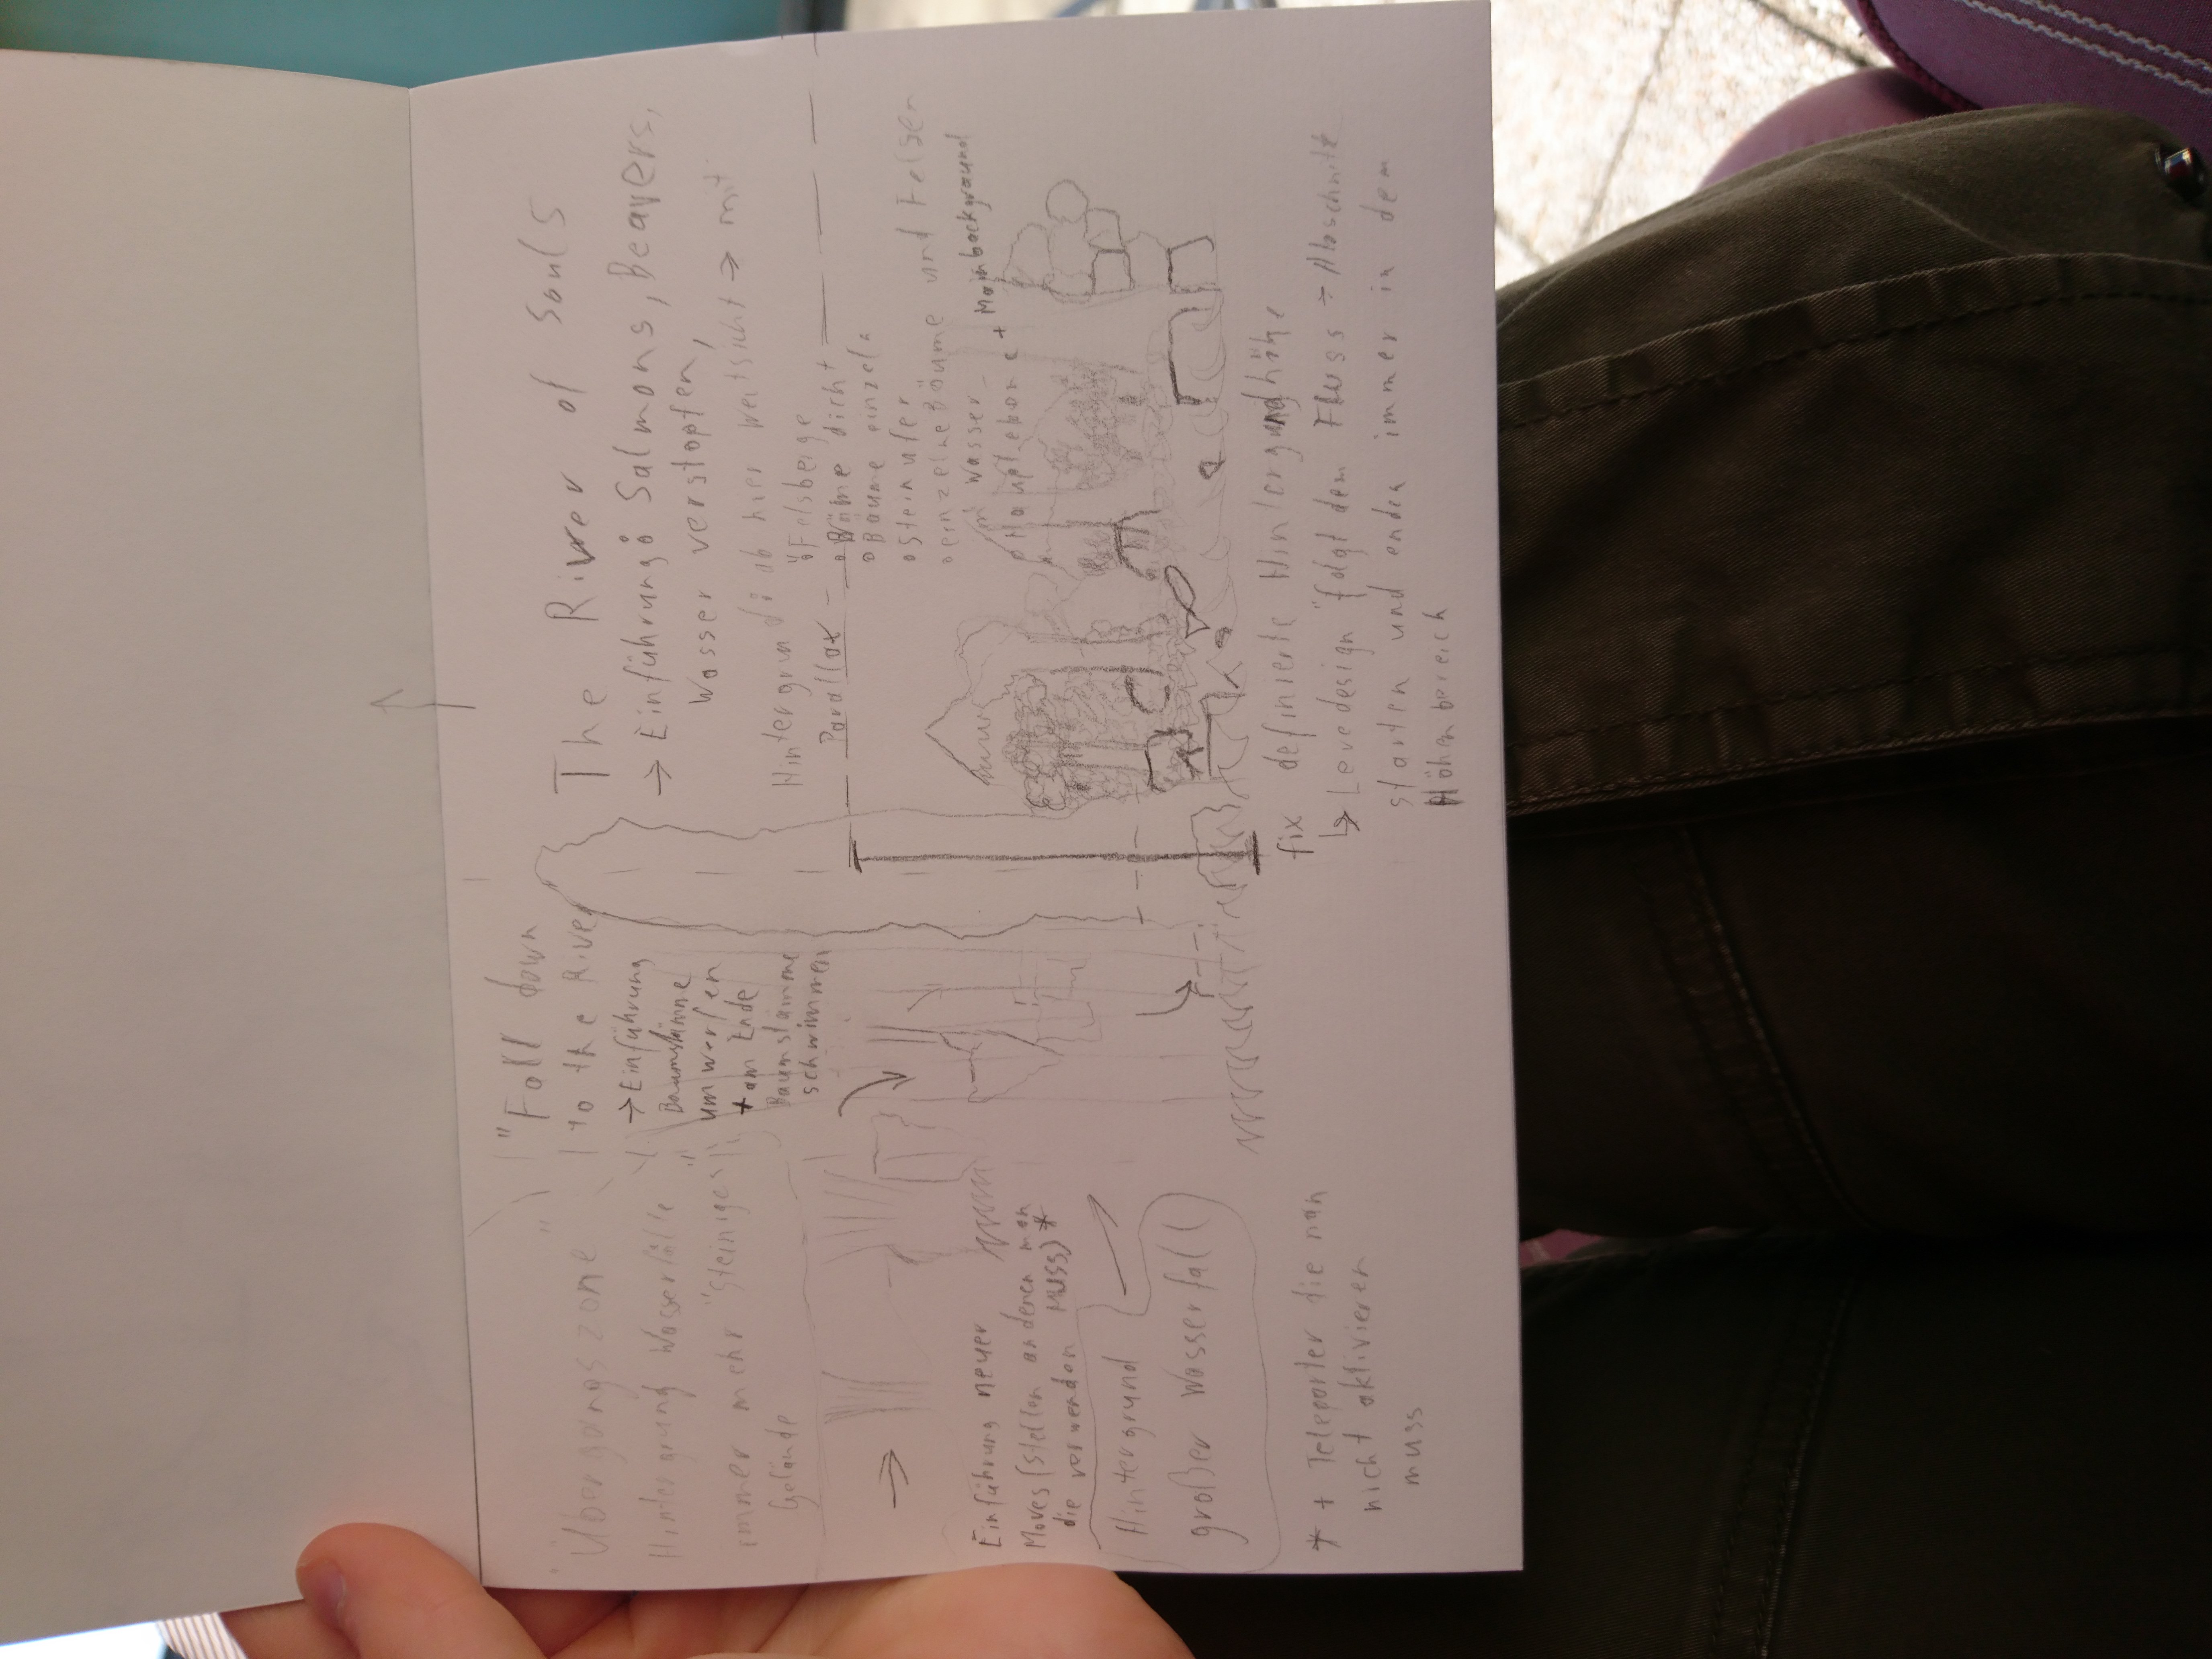 "Übergangszone"
Hintergrund Wasserfälle
immer mehr "Steiniges"
Gelände
Einführung neuer
Moves (Stellen an denen man
die verwenden MUSS)*
Hintergrund
großer Wasserfall
* + Teleporter die man
nicht aktivieren
muss
"Fall down
to the River
→ Einführung
Baumstämme
umwerfen
+ am Ende
Baumstämme
schwimmen
The River of Souls
→ Einführung: Salmons, Beavers,
Wasser verstopfen,
Hintergrund: ab hier Weitsicht → mit
Parallax
Felsberge
Bäume dicht
Bäume einzeln
Steinufer
einzelne Bäume und Felsen
in Wasser
Hauptebene + Mainbackground
fix definierte Hintergundhöhe
↳ Leveldesign "folgt dem Fluss - Abschnitte
starten und enden immer in dem
Höhenbereich